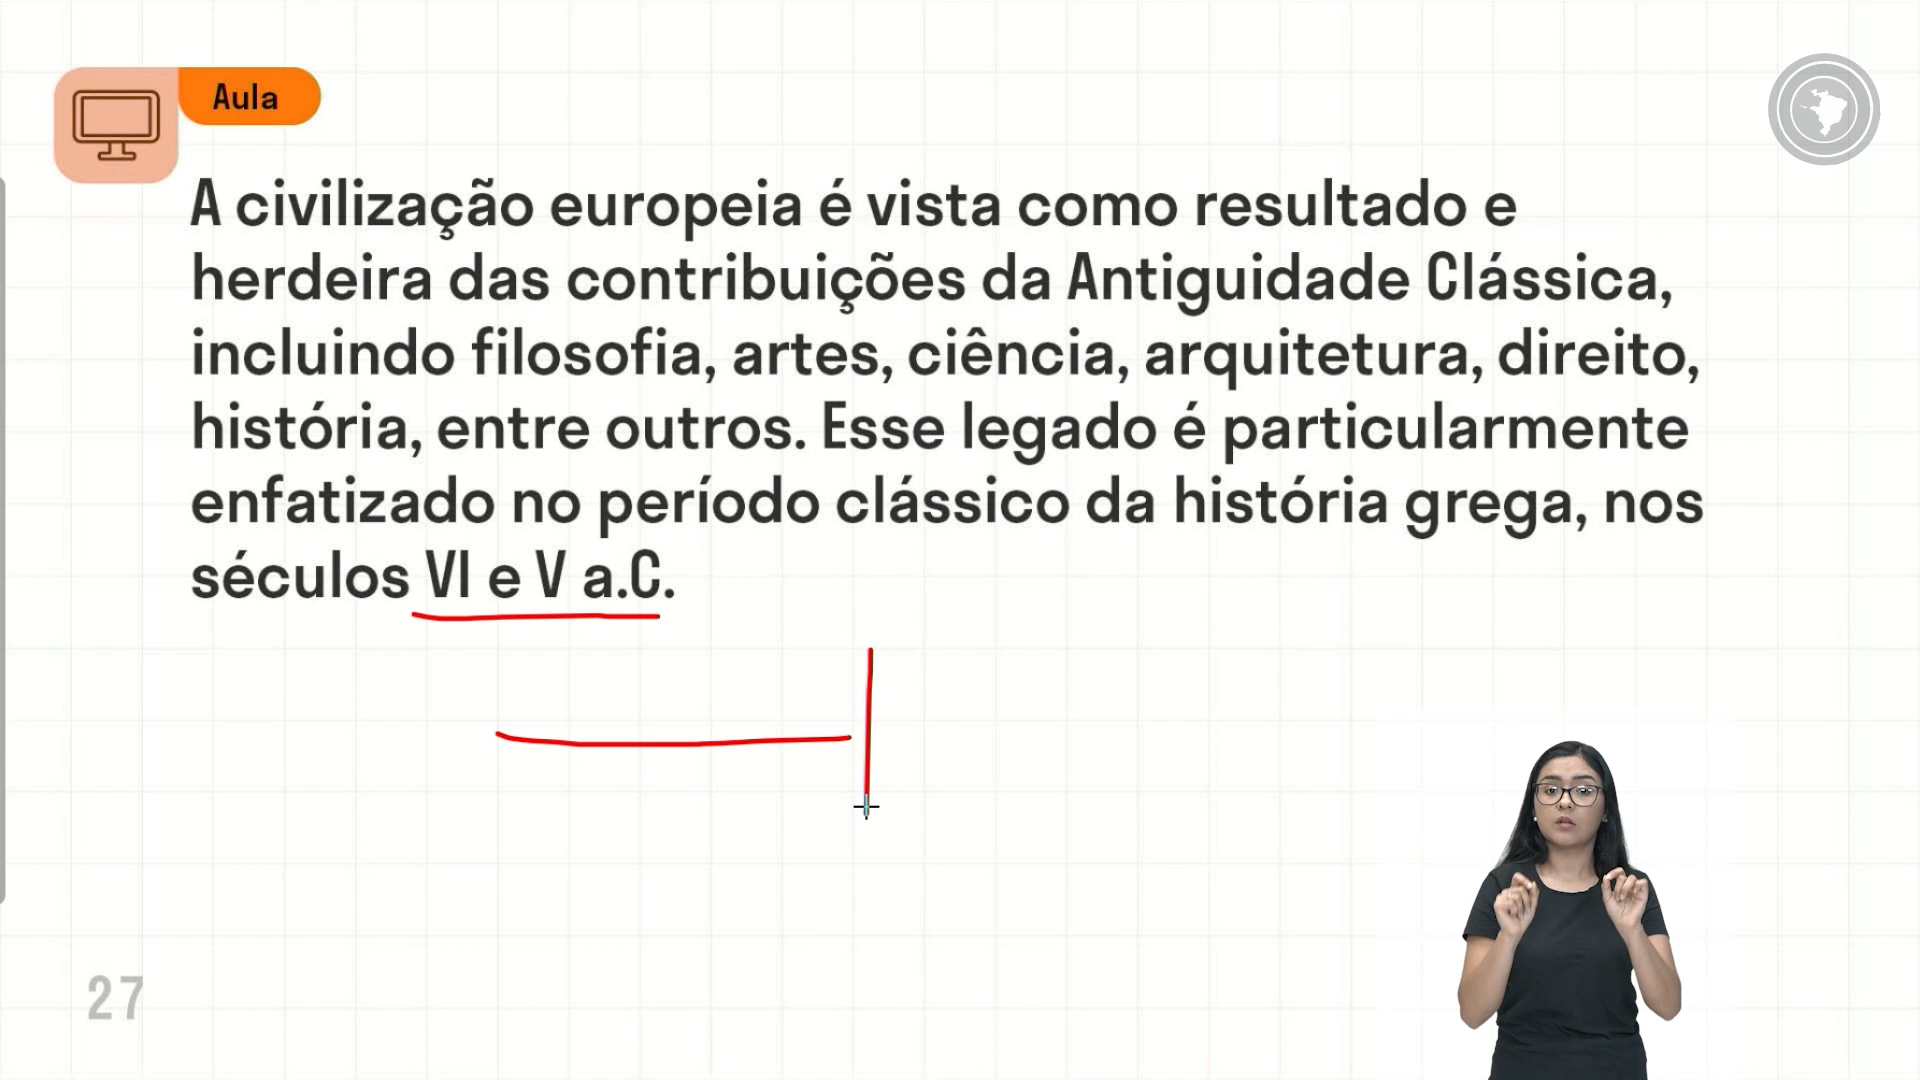 Aula
A civilização europeia é vista como resultado e
herdeira das contribuições da Antiguidade Clássica,
incluindo filosofia, artes, ciência, arquitetura, direito,
história, entre outros. Esse legado é particularmente
enfatizado no período clássico da história grega, nos
séculos VI e V a.C.
27